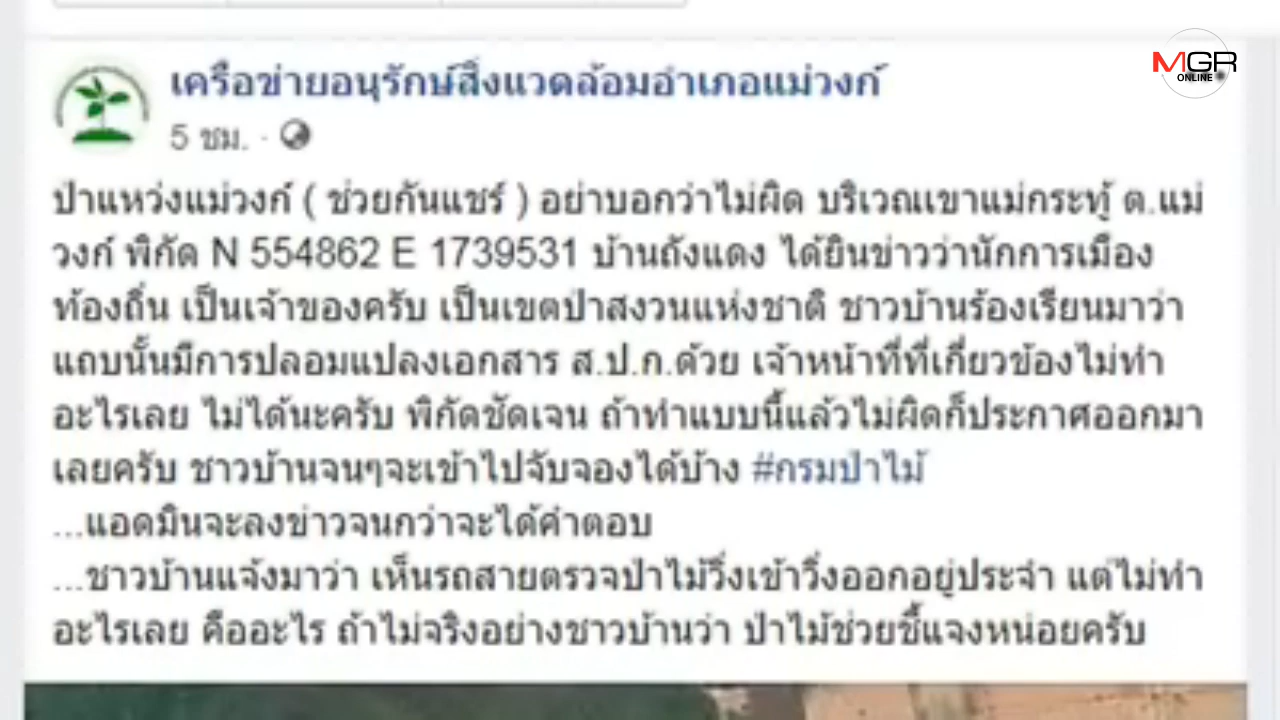 MGR
ONLINE
เครือข่ายอนุรักษ์สิ่งแวดล้อมอำเภอแม่วงก์
5 ชม. ·
ป่าแหว่งแม่วงก์ ( ช่วยกันแชร์ ) อย่าบอกว่าไม่ผิด บริเวณเขาแม่กระทู้ ต.แม่
วงก์ พิกัด N 554862 E 1739531 บ้านถังแดง ได้ยินข่าวว่านักการเมือง
ท้องถิ่น เป็นเจ้าของครับ เป็นเขตป่าสงวนแห่งชาติ ชาวบ้านร้องเรียนมาว่า
แถบนั้นมีการปลอมแปลงเอกสาร ส.ป.ก.ด้วย เจ้าหน้าที่ที่เกี่ยวข้องไม่ทำ
อะไรเลย ไม่ได้นะครับ พิกัดชัดเจน ถ้าทำแบบนี้แล้วไม่ผิดก็ประกาศออกมา
เลยครับ ชาวบ้านจนๆจะเข้าไปจับจองได้บ้าง #กรมป่าไม้
...แอดมินจะลงข่าวจนกว่าจะได้คำตอบ
...ชาวบ้านแจ้งมาว่า เห็นรถสายตรวจป่าไม้วิ่งเข้าวิ่งออกอยู่ประจำ แต่ไม่ทำ
อะไรเลย คืออะไร ถ้าไม่จริงอย่างชาวบ้านว่า ป่าไม้ช่วยชี้แจงหน่อยครับ